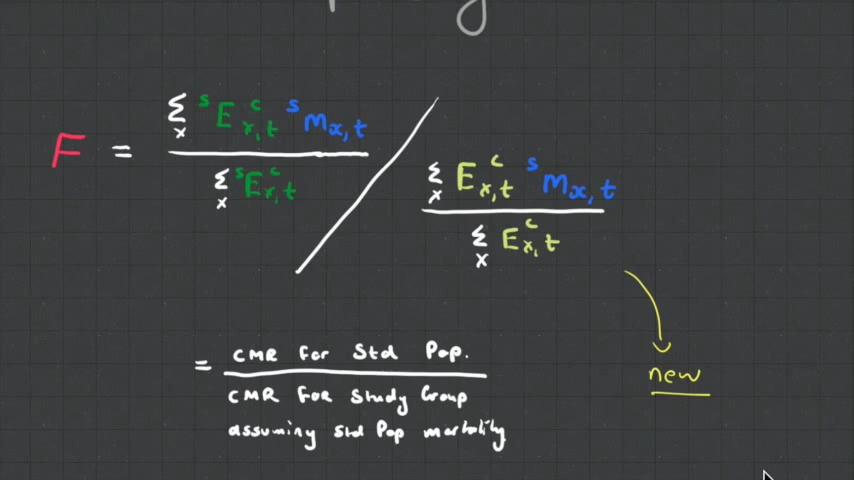 F = Σ_x ^sE^c_x,t ^sm_x,t / Σ_x ^sE^c_x,t / Σ_x E^c_x,t ^sm_x,t / Σ_x E^c_x,t
= CMR for Std Pop.
CMR For Study Group
assuming Std Pop mortality
new